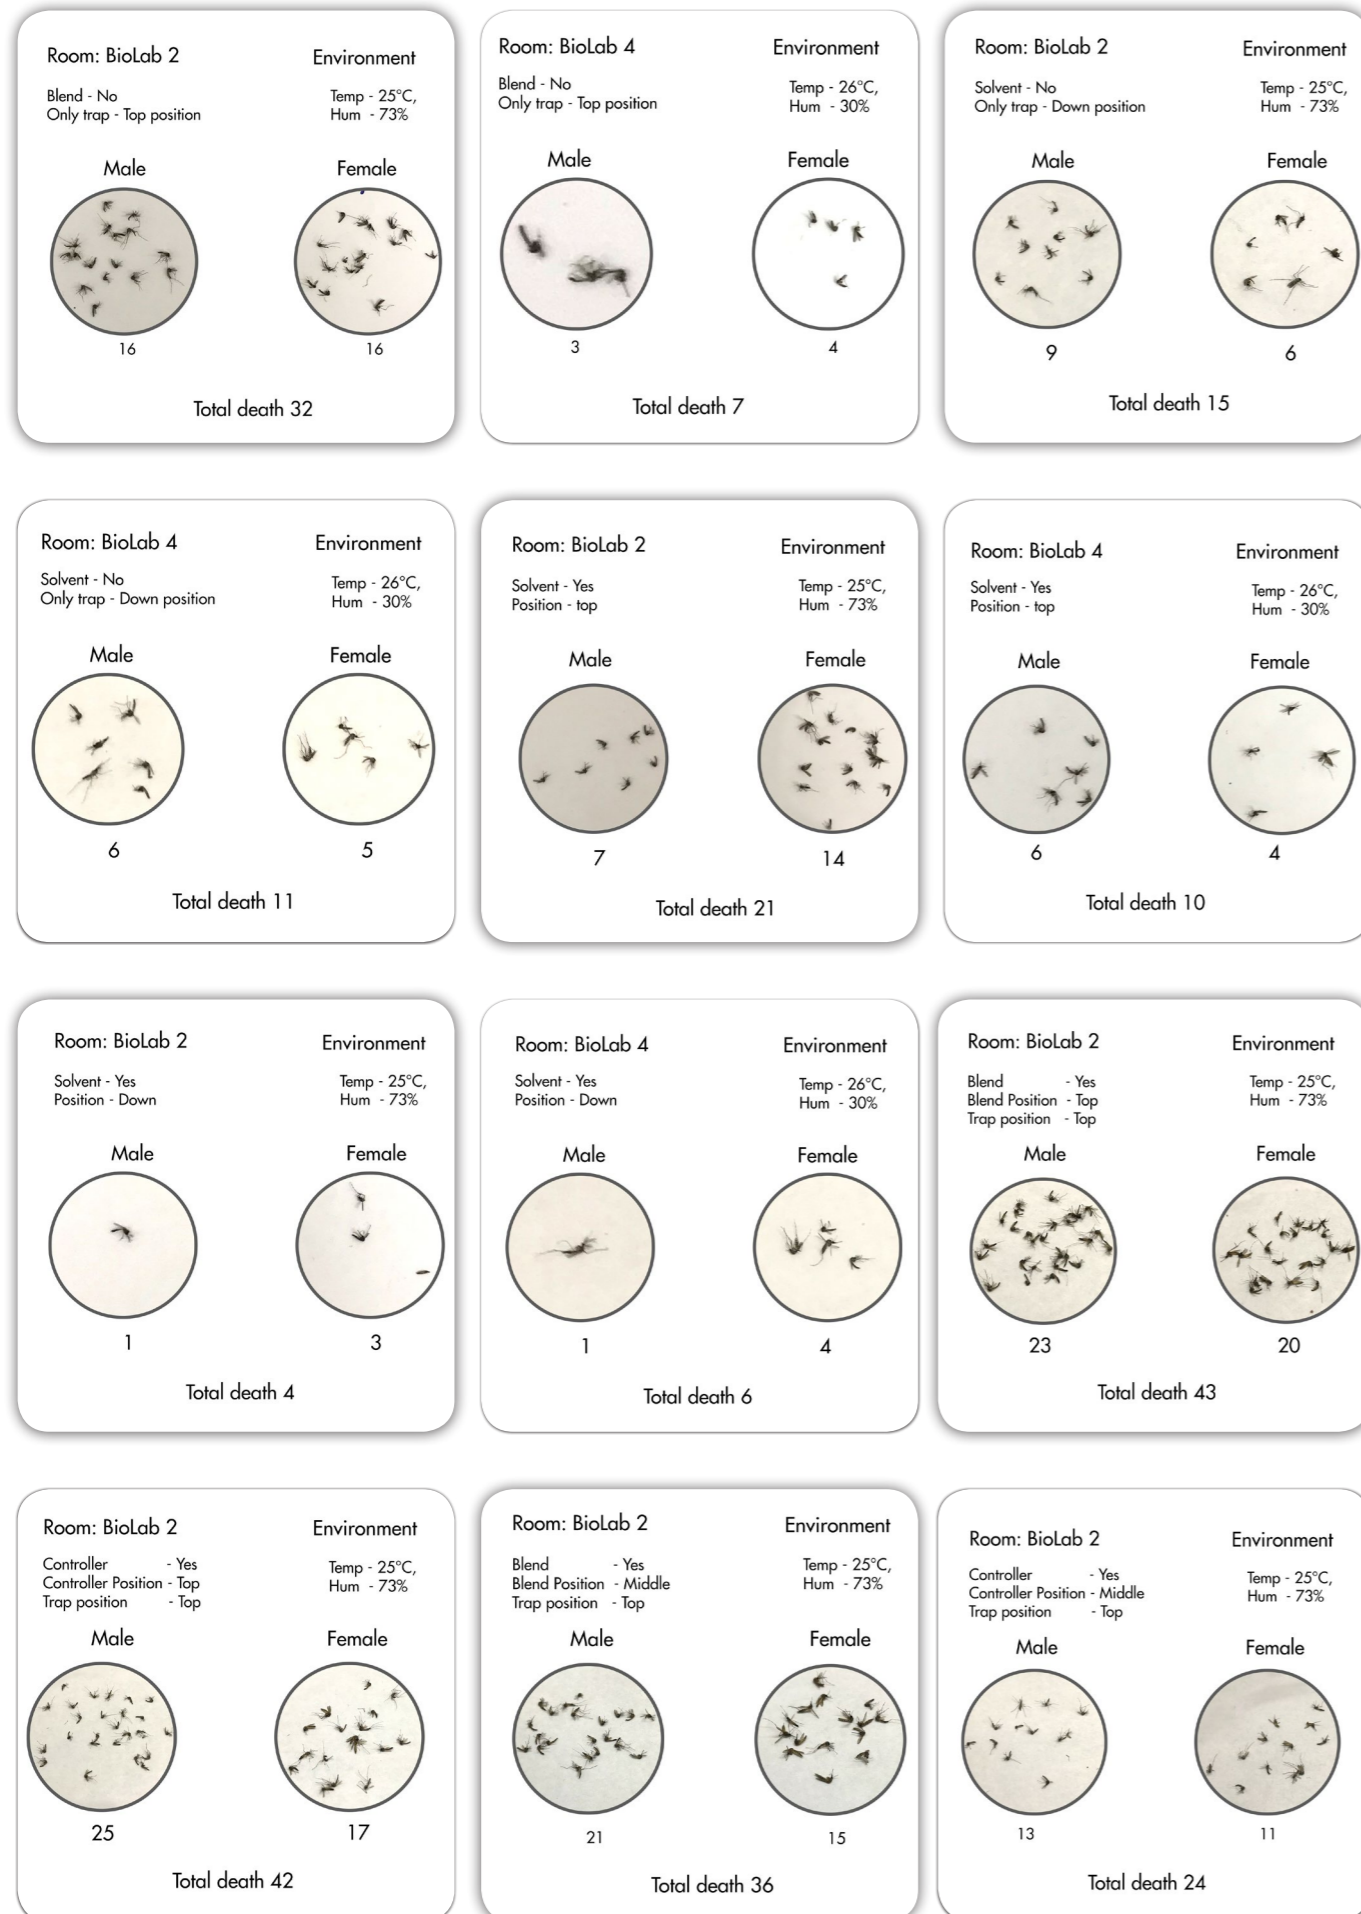 Room: BioLab 2
Environment
Blend - No
Only trap - Top position
Temp - 25°C,
Hum - 73%
Male
Female
16
16
Total death 32
Room: BioLab 4
Environment
Blend - No
Only trap - Top position
Temp - 26°C,
Hum - 30%
Male
Female
3
4
Total death 7
Room: BioLab 2
Environment
Solvent - No
Only trap - Down position
Temp - 25°C,
Hum - 73%
Male
Female
9
6
Total death 15
Room: BioLab 4
Environment
Solvent - No
Only trap - Down position
Temp - 26°C,
Hum - 30%
Male
Female
6
5
Total death 11
Room: BioLab 2
Environment
Solvent - Yes
Position - top
Temp - 25°C,
Hum - 73%
Male
Female
7
14
Total death 21
Room: BioLab 4
Environment
Solvent - Yes
Position - top
Temp - 26°C,
Hum - 30%
Male
Female
6
4
Total death 10
Room: BioLab 2
Environment
Solvent - Yes
Position - Down
Temp - 25°C,
Hum - 73%
Male
Female
1
3
Total death 4
Room: BioLab 4
Environment
Solvent - Yes
Position - Down
Temp - 26°C,
Hum - 30%
Male
Female
1
4
Total death 6
Room: BioLab 2
Environment
Blend - Yes
Blend Position - Top
Trap position - Top
Temp - 25°C,
Hum - 73%
Male
Female
23
20
Total death 43
Room: BioLab 2
Environment
Controller - Yes
Controller Position - Top
Trap position - Top
Temp - 25°C,
Hum - 73%
Male
Female
25
17
Total death 42
Room: BioLab 2
Environment
Blend - Yes
Blend Position - Middle
Trap position - Top
Temp - 25°C,
Hum - 73%
Male
Female
21
15
Total death 36
Room: BioLab 2
Environment
Controller - Yes
Controller Position - Middle
Trap position - Top
Temp - 25°C,
Hum - 73%
Male
Female
13
11
Total death 24